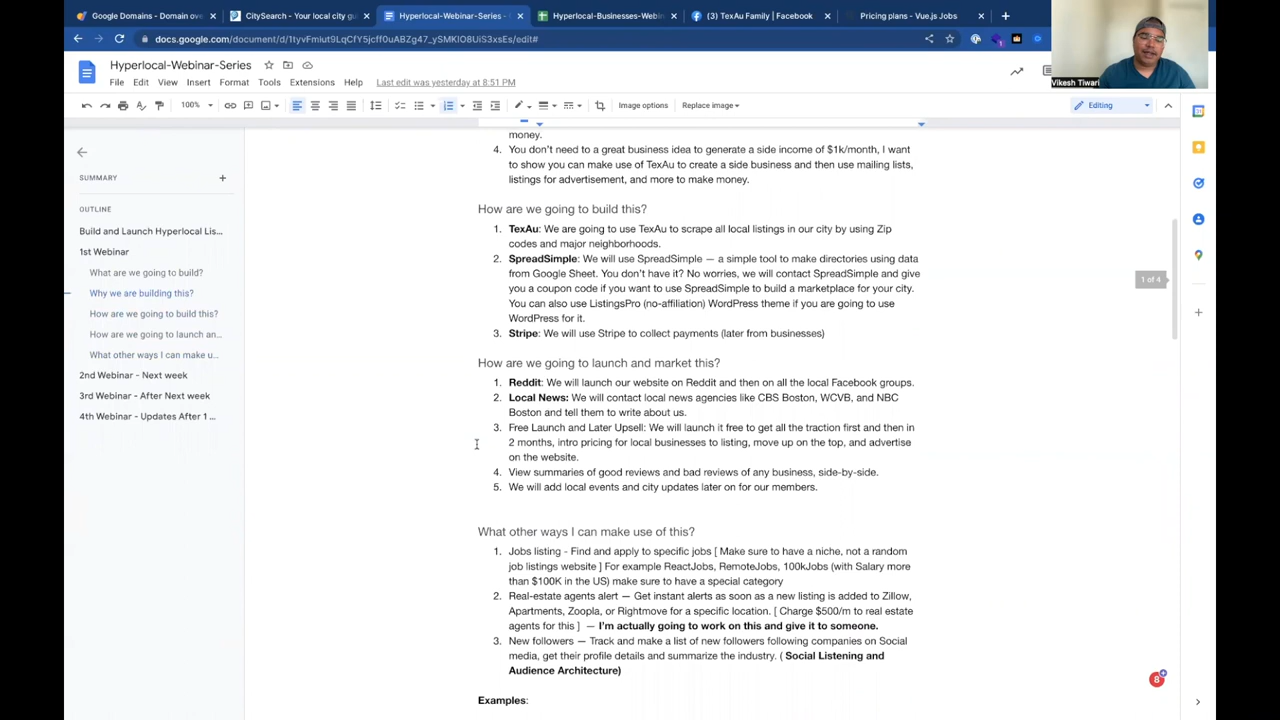 Google Domains - Domain ove
CitySearch - Your local city gu
Hyperlocal-Webinar-Series -
Hyperlocal-Businesses-Webin
(3) TexAu Family | Facebook
Pricing plans - Vue.js Jobs
docs.google.com/document/d/1tyvFmiut9LqCfY5jcff0uABZg47_ySMKIO8UiS3xsEs/edit#
Vikesh Tiwari
Hyperlocal-Webinar-Series
File Edit View Insert Format Tools Extensions Help Last edit was yesterday at 8:51 PM
100% Image options Replace image Editing
SUMMARY
OUTLINE
Build and Launch Hyperlocal Lis...
1st Webinar
What are we going to build?
Why we are building this?
How are we going to build this?
How are we going to launch an...
What other ways I can make u...
2nd Webinar - Next week
3rd Webinar - After Next week
4th Webinar - Updates After 1 ...
money.
4. You don't need to a great business idea to generate a side income of $1k/month, I want
to show you can make use of TexAu to create a side business and then use mailing lists,
listings for advertisement, and more to make money.
How are we going to build this?
1. TexAu: We are going to use TexAu to scrape all local listings in our city by using Zip
codes and major neighborhoods.
2. SpreadSimple: We will use SpreadSimple — a simple tool to make directories using data
from Google Sheet. You don't have it? No worries, we will contact SpreadSimple and give
you a coupon code if you want to use SpreadSimple to build a marketplace for your city.
You can also use ListingsPro (no-affiliation) WordPress theme if you are going to use
WordPress for it.
3. Stripe: We will use Stripe to collect payments (later from businesses)
How are we going to launch and market this?
1. Reddit: We will launch our website on Reddit and then on all the local Facebook groups.
2. Local News: We will contact local news agencies like CBS Boston, WCVB, and NBC
Boston and tell them to write about us.
3. Free Launch and Later Upsell: We will launch it free to get all the traction first and then in
2 months, intro pricing for local businesses to listing, move up on the top, and advertise
on the website.
4. View summaries of good reviews and bad reviews of any business, side-by-side.
5. We will add local events and city updates later on for our members.
What other ways I can make use of this?
1. Jobs listing - Find and apply to specific jobs [ Make sure to have a niche, not a random
job listings website ] For example ReactJobs, RemoteJobs, 100kJobs (with Salary more
than $100K in the US) make sure to have a special category
2. Real-estate agents alert — Get instant alerts as soon as a new listing is added to Zillow,
Apartments, Zoopla, or Rightmove for a specific location. [ Charge $500/m to real estate
agents for this ] — I'm actually going to work on this and give it to someone.
3. New followers — Track and make a list of new followers following companies on Social
media, get their profile details and summarize the industry. ( Social Listening and
Audience Architecture)
Examples:
1 of 4
8